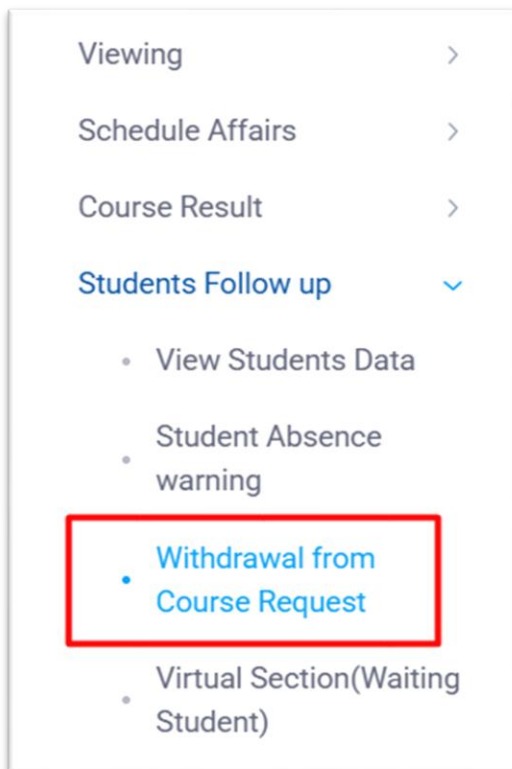 Viewing
Schedule Affairs
Course Result
Students Follow up
View Students Data
Student Absence
warning
Withdrawal from
Course Request
Virtual Section(Waiting
Student)